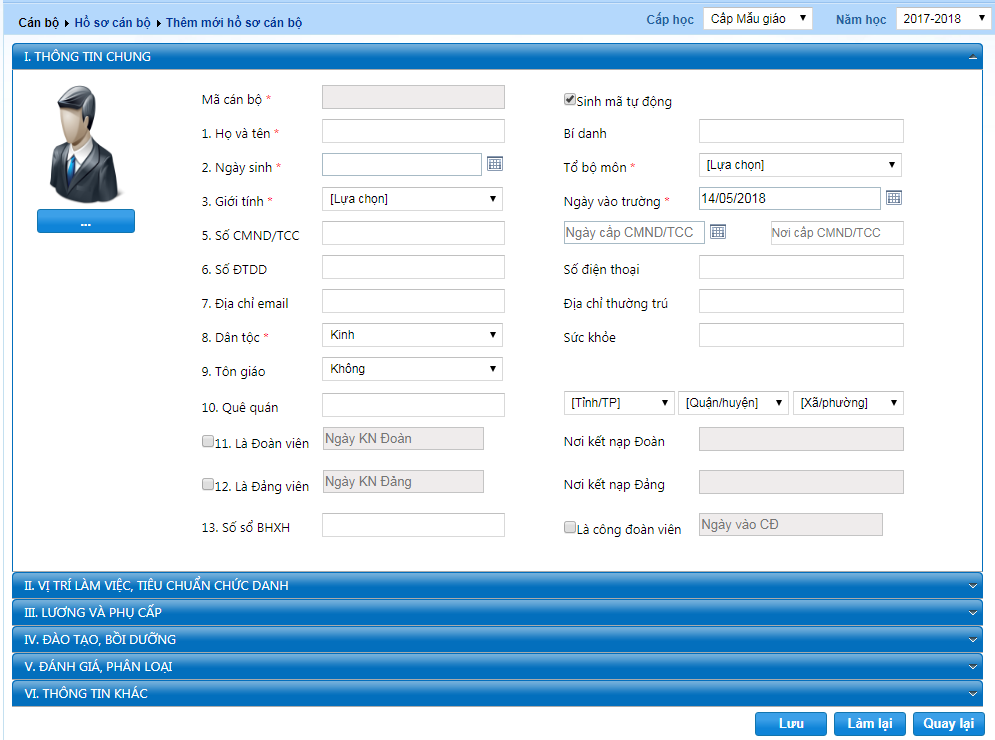 Cán bộ Hồ sơ cán bộ Thêm mới hồ sơ cán bộ Cấp học Cấp Mẫu giáo Năm học 2017-2018
I. THÔNG TIN CHUNG
Mã cán bộ * Sinh mã tự động
1. Họ và tên * Bí danh
2. Ngày sinh * Tổ bộ môn * [Lựa chọn]
3. Giới tính * [Lựa chọn] Ngày vào trường * 14/05/2018
...
5. Số CMND/TCC Ngày cấp CMND/TCC Nơi cấp CMND/TCC
6. Số ĐTDD Số điện thoại
7. Địa chỉ email Địa chỉ thường trú
8. Dân tộc * Kinh Sức khỏe
9. Tôn giáo Không
10. Quê quán [Tỉnh/TP] [Quận/huyện] [Xã/phường]
11. Là Đoàn viên Ngày KN Đoàn Nơi kết nạp Đoàn
12. Là Đảng viên Ngày KN Đảng Nơi kết nạp Đảng
13. Số sổ BHXH Là công đoàn viên Ngày vào CĐ
II. VỊ TRÍ LÀM VIỆC, TIÊU CHUẨN CHỨC DANH
III. LƯƠNG VÀ PHỤ CẤP
IV. ĐÀO TẠO, BỒI DƯỠNG
V. ĐÁNH GIÁ, PHÂN LOẠI
VI. THÔNG TIN KHÁC
Lưu Làm lại Quay lại